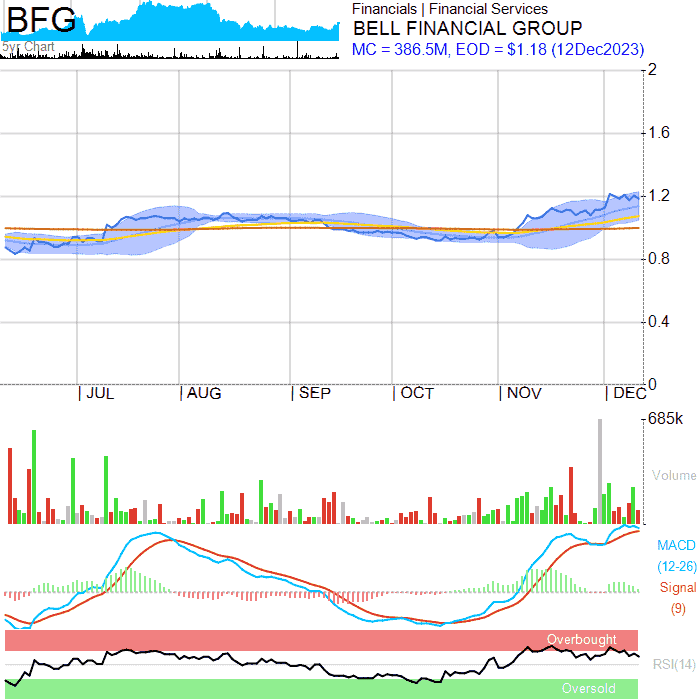 BFG
5yr Chart
Financials | Financial Services
BELL FINANCIAL GROUP
MC = 386.5M, EOD = $1.18 (12Dec2023)
2
1.6
1.2
0.8
0.4
0
| JUL | AUG | SEP | OCT | NOV | DEC
685k
Volume
MACD
(12-26)
Signal
(9)
Overbought
RSI(14)
Oversold